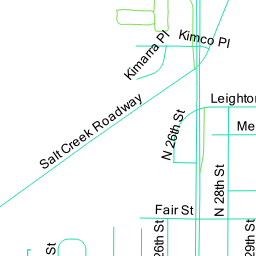 Kimco Pl
Kimarra Pl
Leighton
Salt Creek Roadway
N 26th St
Me
N 28th St
Fair St
26th St
29th St
St